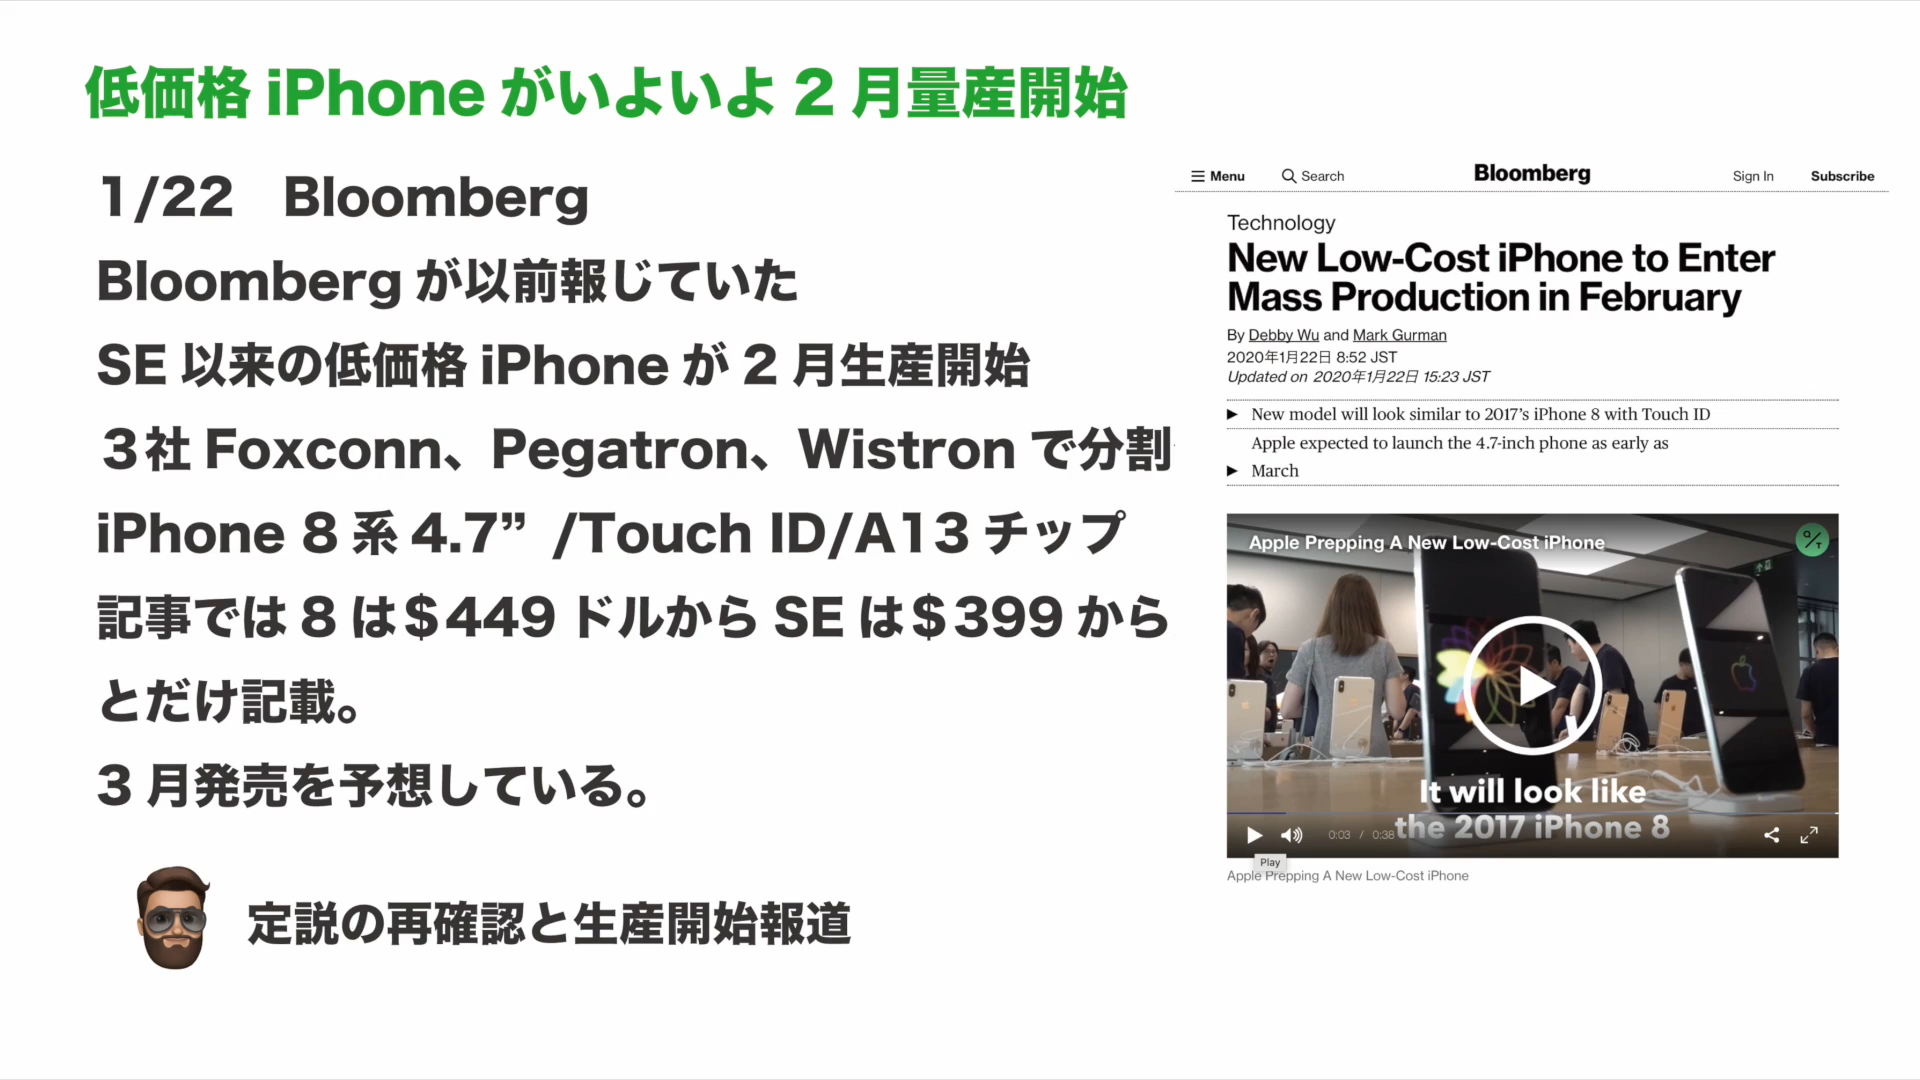 低価格 iPhone がいよいよ 2 月量産開始
1/22　Bloomberg
Bloomberg が以前報じていた
SE 以来の低価格 iPhone が 2 月生産開始
３社 Foxconn、Pegatron、Wistron で分割
iPhone 8 系 4.7” /Touch ID/A13 チップ
記事では 8 は＄449 ドルから SE は＄399 から
とだけ記載。
3 月発売を予想している。
定説の再確認と生産開始報道
Menu
Search
Bloomberg
Sign In
Subscribe
Technology
New Low-Cost iPhone to Enter
Mass Production in February
By Debby Wu and Mark Gurman
2020年1月22日 8:52 JST
Updated on 2020年1月22日 15:23 JST
New model will look similar to 2017’s iPhone 8 with Touch ID
Apple expected to launch the 4.7-inch phone as early as
March
Apple Prepping A New Low-Cost iPhone
It will look like
the 2017 iPhone 8
0:03 / 0:38
Play
Apple Prepping A New Low-Cost iPhone